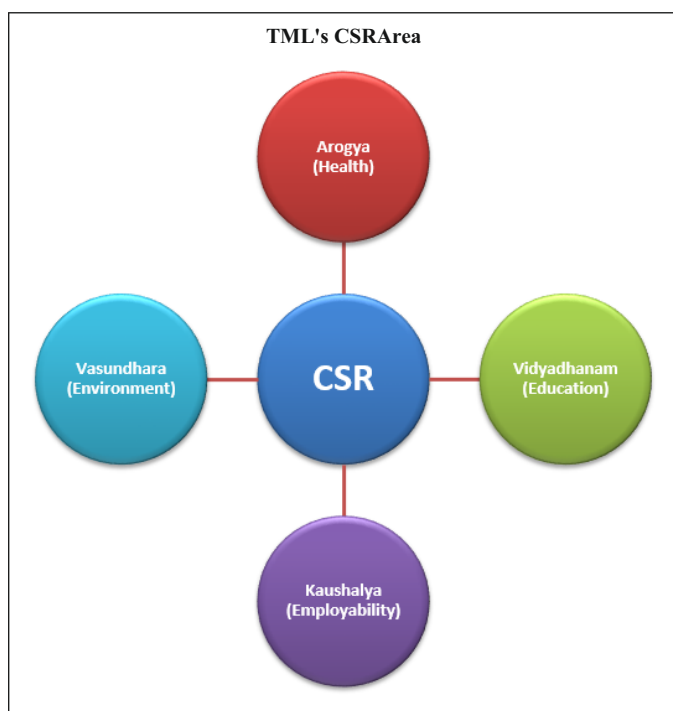 TML's CSRArea
Arogya
(Health)
Vasundhara
(Environment)
CSR
Vidyadhanam
(Education)
Kaushalya
(Employability)